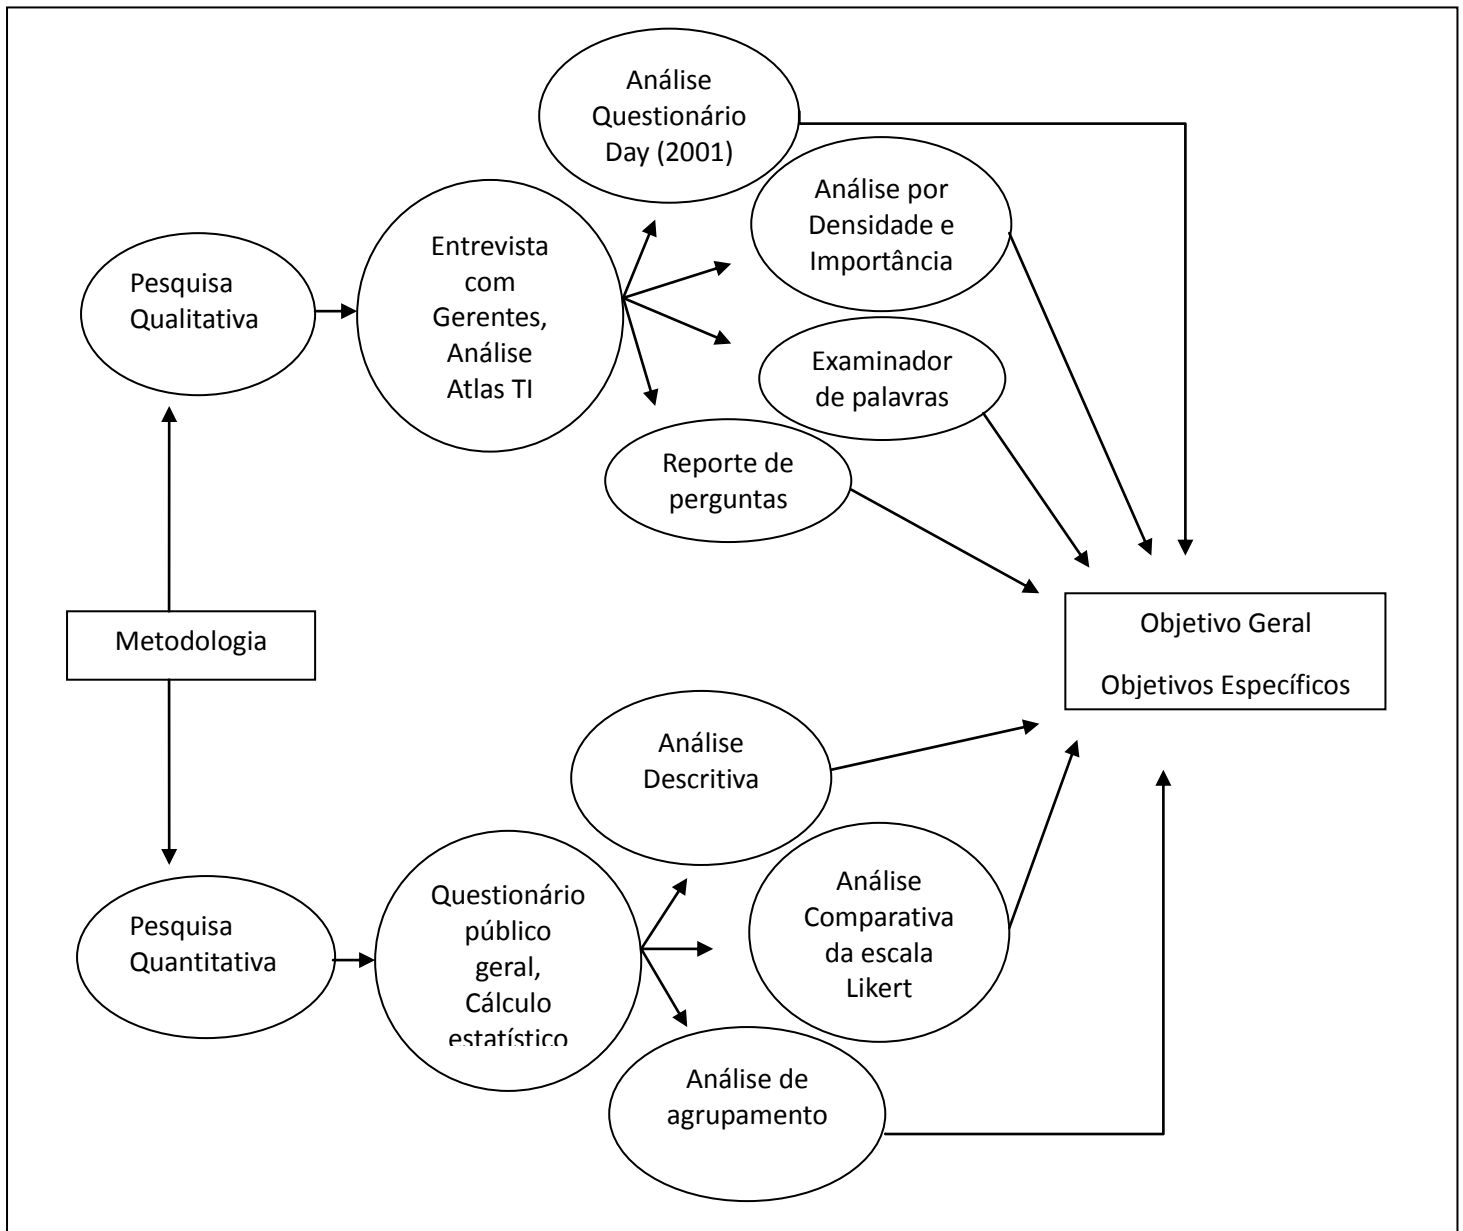 Análise
Questionário
Day (2001)
Análise por
Densidade e
Importância
Entrevista
com
Gerentes,
Análise
Atlas TI
Pesquisa
Qualitativa
Examinador
de palavras
Reporte de
perguntas
Metodologia
Objetivo Geral
Objetivos Específicos
Análise
Descritiva
Pesquisa
Quantitativa
Questionário
público
geral,
Cálculo
estatístico
Análise
Comparativa
da escala
Likert
Análise de
agrupamento